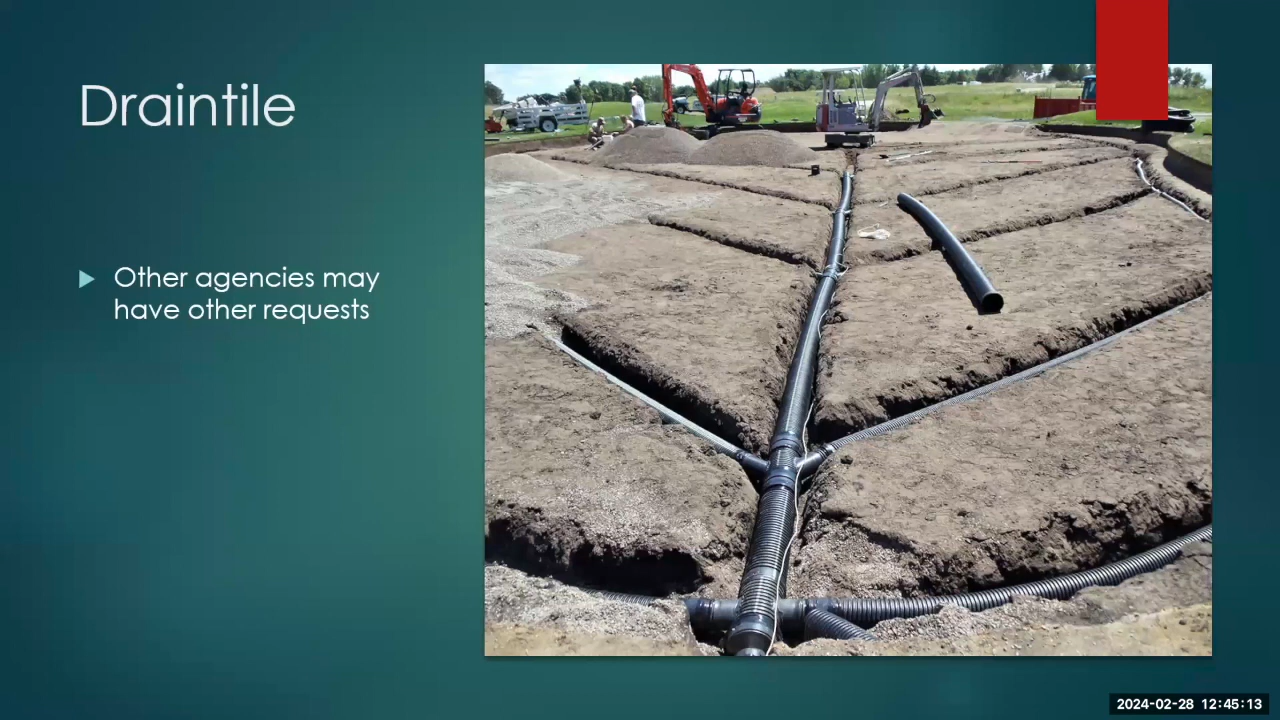 Draintile
Other agencies may
have other requests
2024-02-28 12:45:13